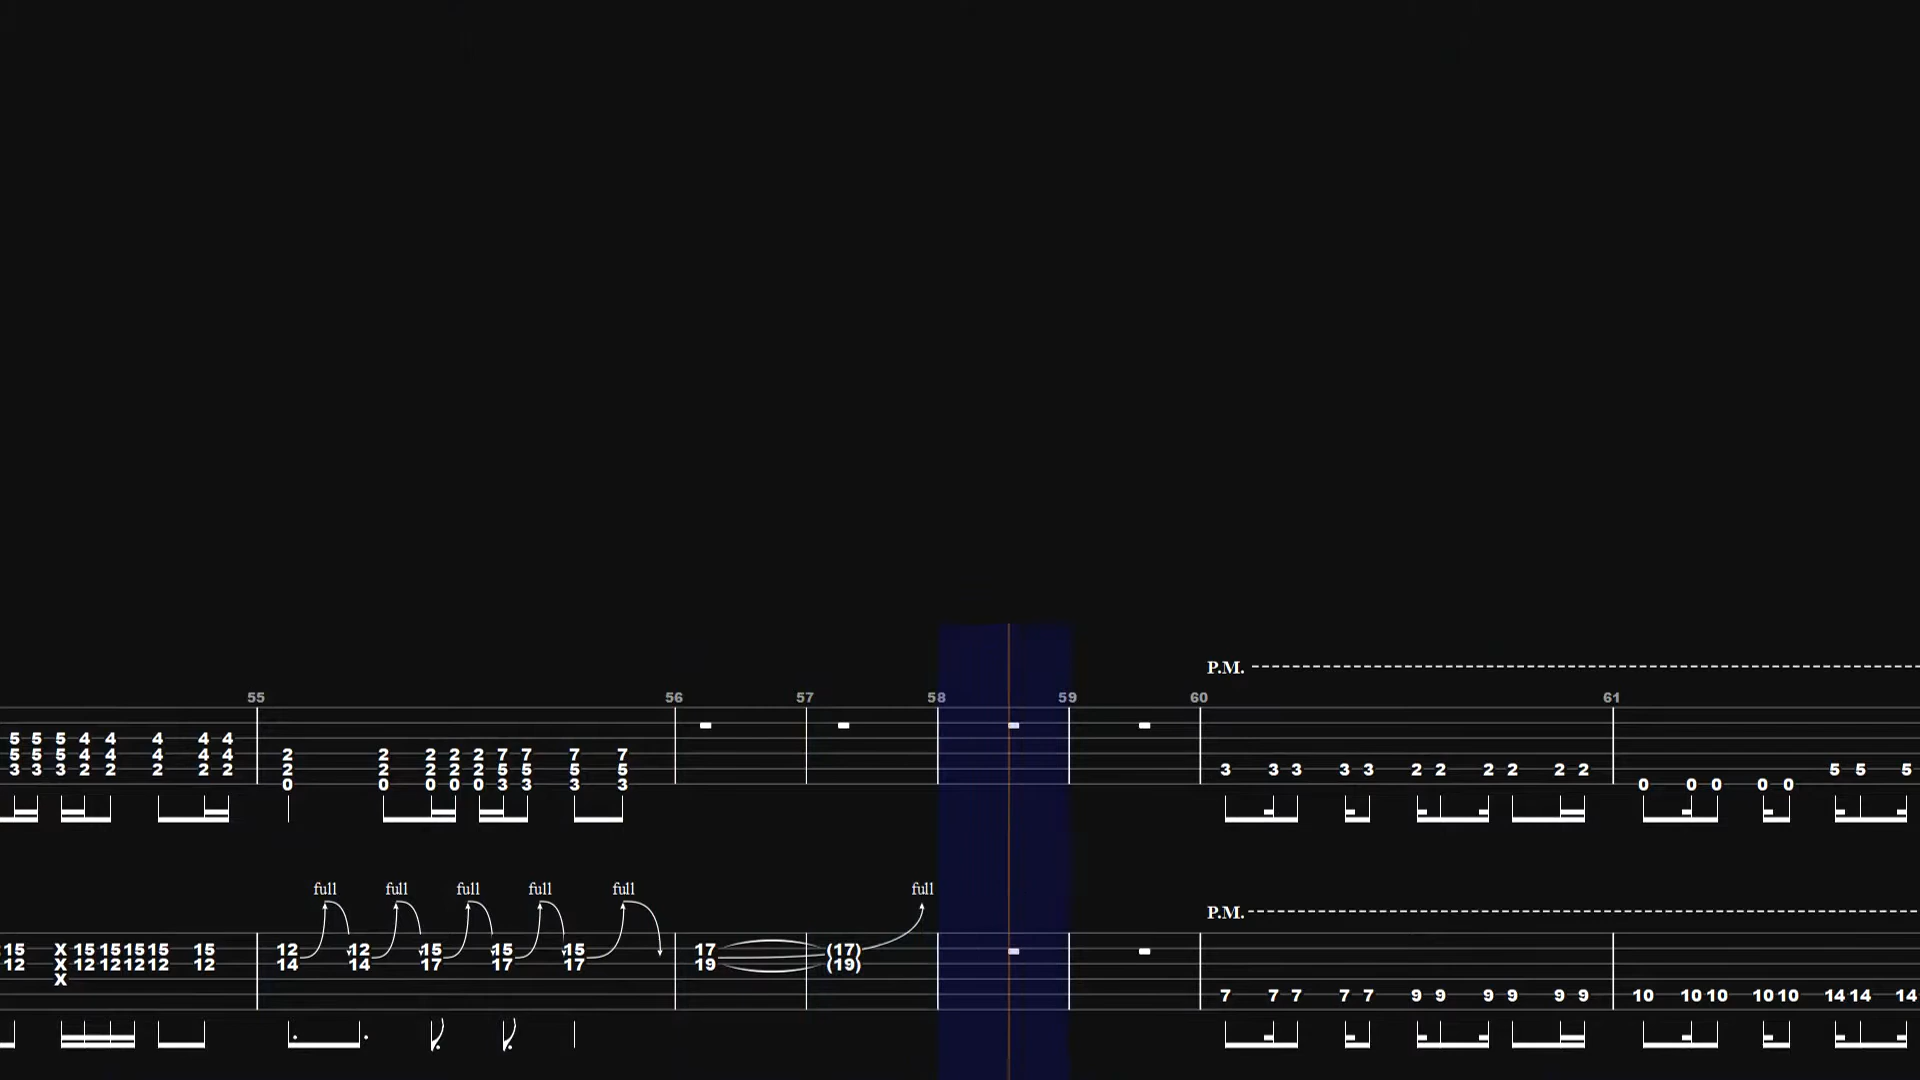 P.M.
55 56 57 58 59 60 61
5 5 5 4 4 4 4 4
5 5 5 4 4 4 4 4 2 2 2 2 2 7 7 7 7
3 3 3 2 2 2 2 2 2 2 2 2 2 5 5 5 5 3 3 3 3 3 2 2 2 2 2 2 5 5 5
0 0 0 0 0 3 3 3 3 0 0 0 0 0
full full full full full full
P.M.
15 X 15 15 15 15 15 12 12 15 15 15 17 (17)
12 X 12 12 12 12 12 14 14 17 17 17 19 (19)
X
7 7 7 7 7 9 9 9 9 9 9 10 10 10 10 10 14 14 14